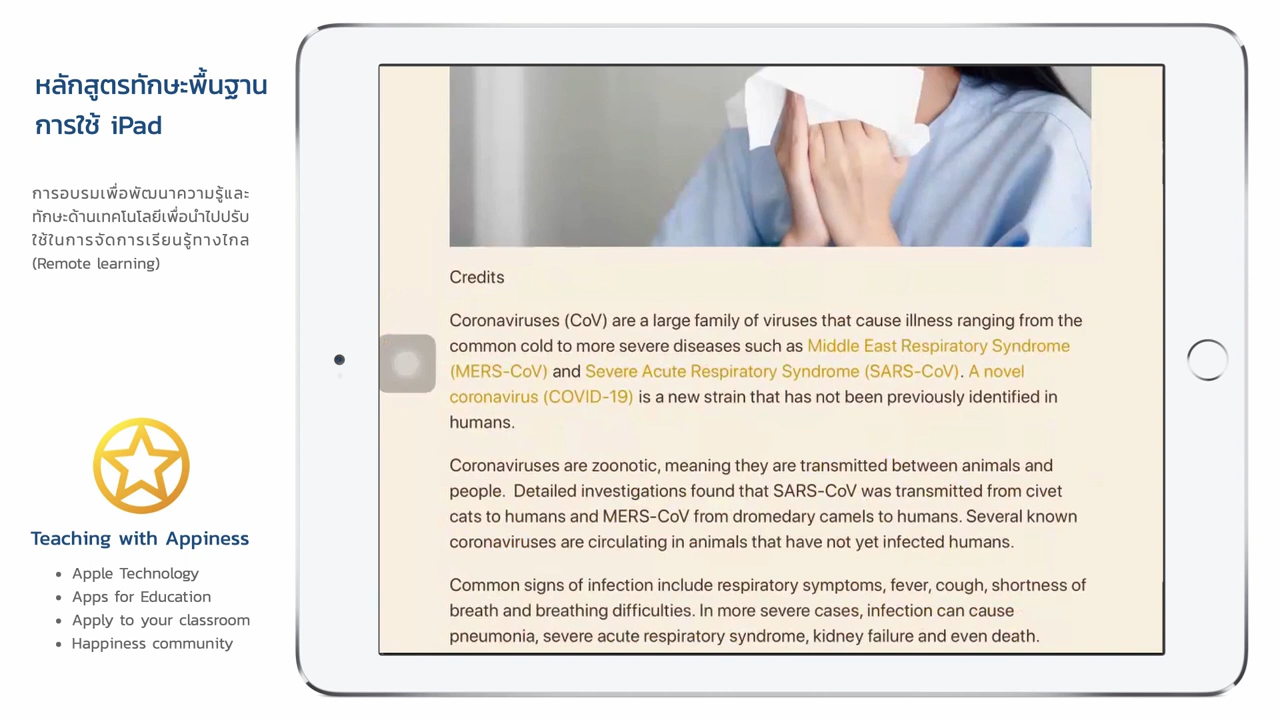 หลักสูตรทักษะพื้นฐาน
การใช้ iPad
การอบรมเพื่อพัฒนาความรู้และ
ทักษะด้านเทคโนโลยีเพื่อนำไปปรับ
ใช้ในการจัดการเรียนรู้ทางไกล
(Remote learning)
Teaching with Appiness
• Apple Technology
• Apps for Education
• Apply to your classroom
• Happiness community
Credits
Coronaviruses (CoV) are a large family of viruses that cause illness ranging from the
common cold to more severe diseases such as Middle East Respiratory Syndrome
(MERS-CoV) and Severe Acute Respiratory Syndrome (SARS-CoV). A novel
coronavirus (COVID-19) is a new strain that has not been previously identified in
humans.
Coronaviruses are zoonotic, meaning they are transmitted between animals and
people. Detailed investigations found that SARS-CoV was transmitted from civet
cats to humans and MERS-CoV from dromedary camels to humans. Several known
coronaviruses are circulating in animals that have not yet infected humans.
Common signs of infection include respiratory symptoms, fever, cough, shortness of
breath and breathing difficulties. In more severe cases, infection can cause
pneumonia, severe acute respiratory syndrome, kidney failure and even death.